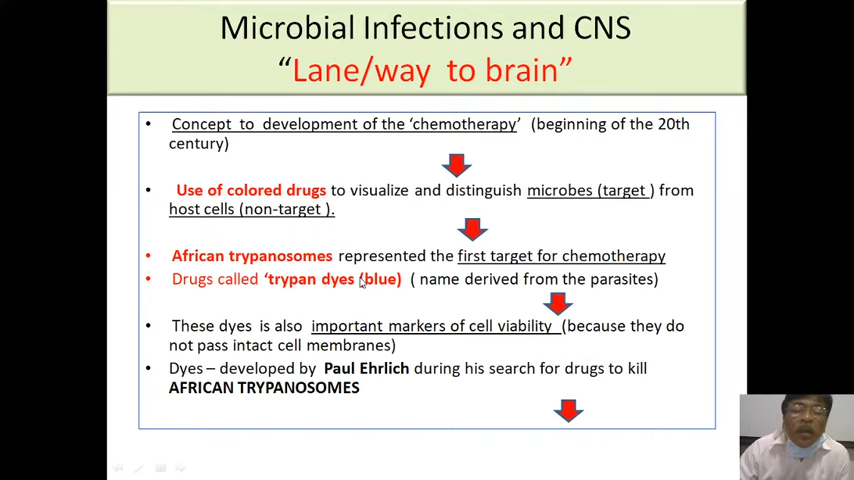 Microbial Infections and CNS
“Lane/way to brain”
• Concept to development of the ‘chemotherapy’ (beginning of the 20th
century)
• Use of colored drugs to visualize and distinguish microbes (target ) from
host cells (non-target ).
• African trypanosomes represented the first target for chemotherapy
• Drugs called ‘trypan dyes (blue) ( name derived from the parasites)
• These dyes is also important markers of cell viability (because they do
not pass intact cell membranes)
• Dyes – developed by Paul Ehrlich during his search for drugs to kill
AFRICAN TRYPANOSOMES